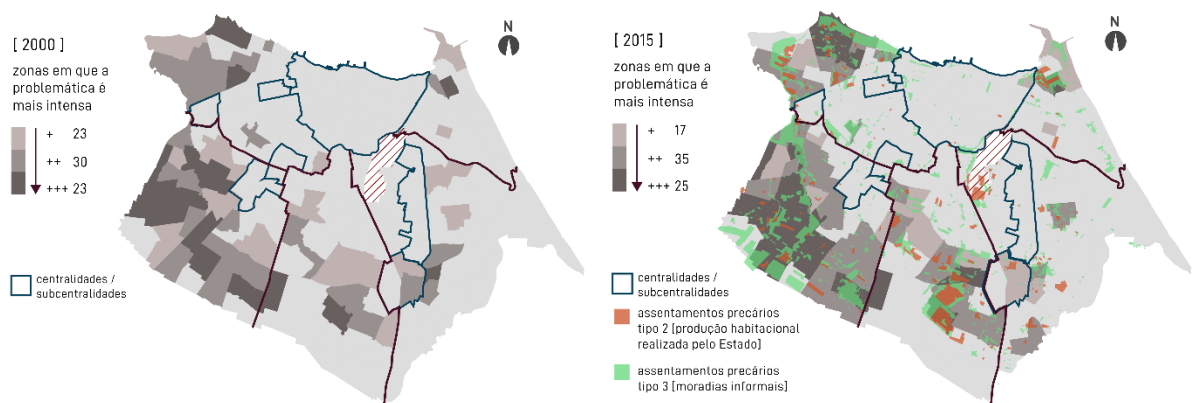 [ 2000 ]
N
zonas em que a
problemática é
mais intensa
+ 23
++ 30
+++ 23
centralidades /
subcentralidades
[ 2015 ]
N
zonas em que a
problemática é
mais intensa
+ 17
++ 35
+++ 25
centralidades /
subcentralidades
assentamentos precários
tipo 2 [produção habitacional
realizada pelo Estado]
assentamentos precários
tipo 3 [moradias informais]